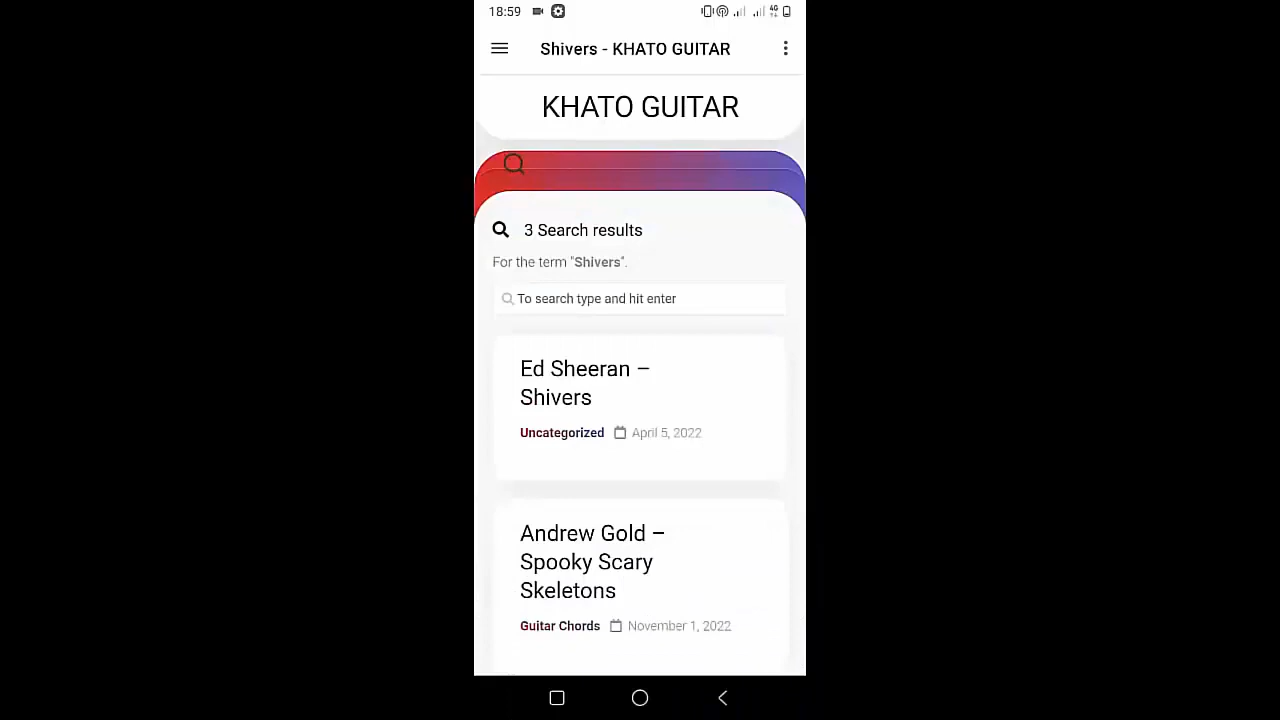 18:59
4G
Shivers - KHATO GUITAR
KHATO GUITAR
3 Search results
For the term "Shivers".
To search type and hit enter
Ed Sheeran –
Shivers
Uncategorized April 5, 2022
Andrew Gold –
Spooky Scary
Skeletons
Guitar Chords November 1, 2022